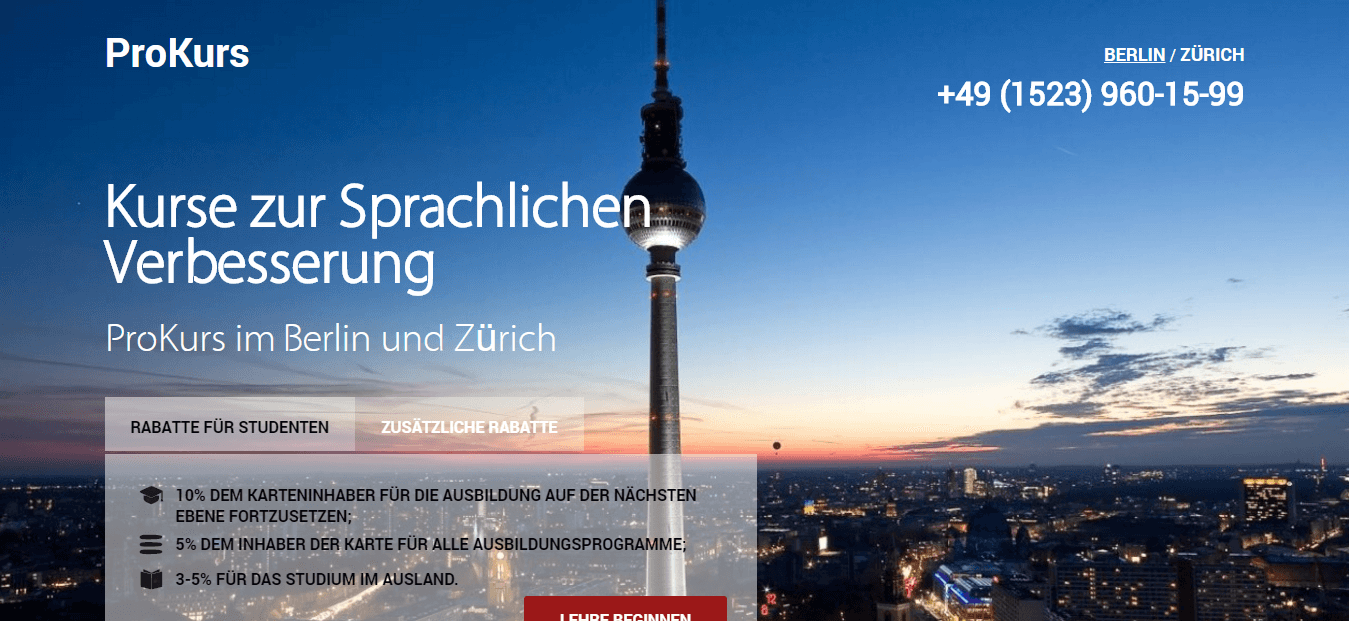 ProKurs
BERLIN / ZÜRICH
+49 (1523) 960-15-99
Kurse zur Sprachlichen
Verbesserung
ProKurs im Berlin und Zürich
RABATTE FÜR STUDENTEN
ZUSÄTZLICHE RABATTE
10% DEM KARTENINHABER FÜR DIE AUSBILDUNG AUF DER NÄCHSTEN
EBENE FORTZUSETZEN;
5% DEM INHABER DER KARTE FÜR ALLE AUSBILDUNGSPROGRAMME;
3-5% FÜR DAS STUDIUM IM AUSLAND.
LEHRE BEGINNEN